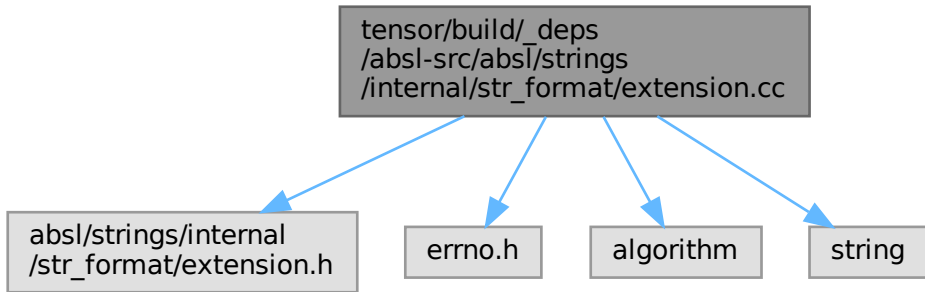 tensor/build/_deps
/absl-src/absl/strings
/internal/str_format/extension.cc
absl/strings/internal
/str_format/extension.h
errno.h
algorithm
string